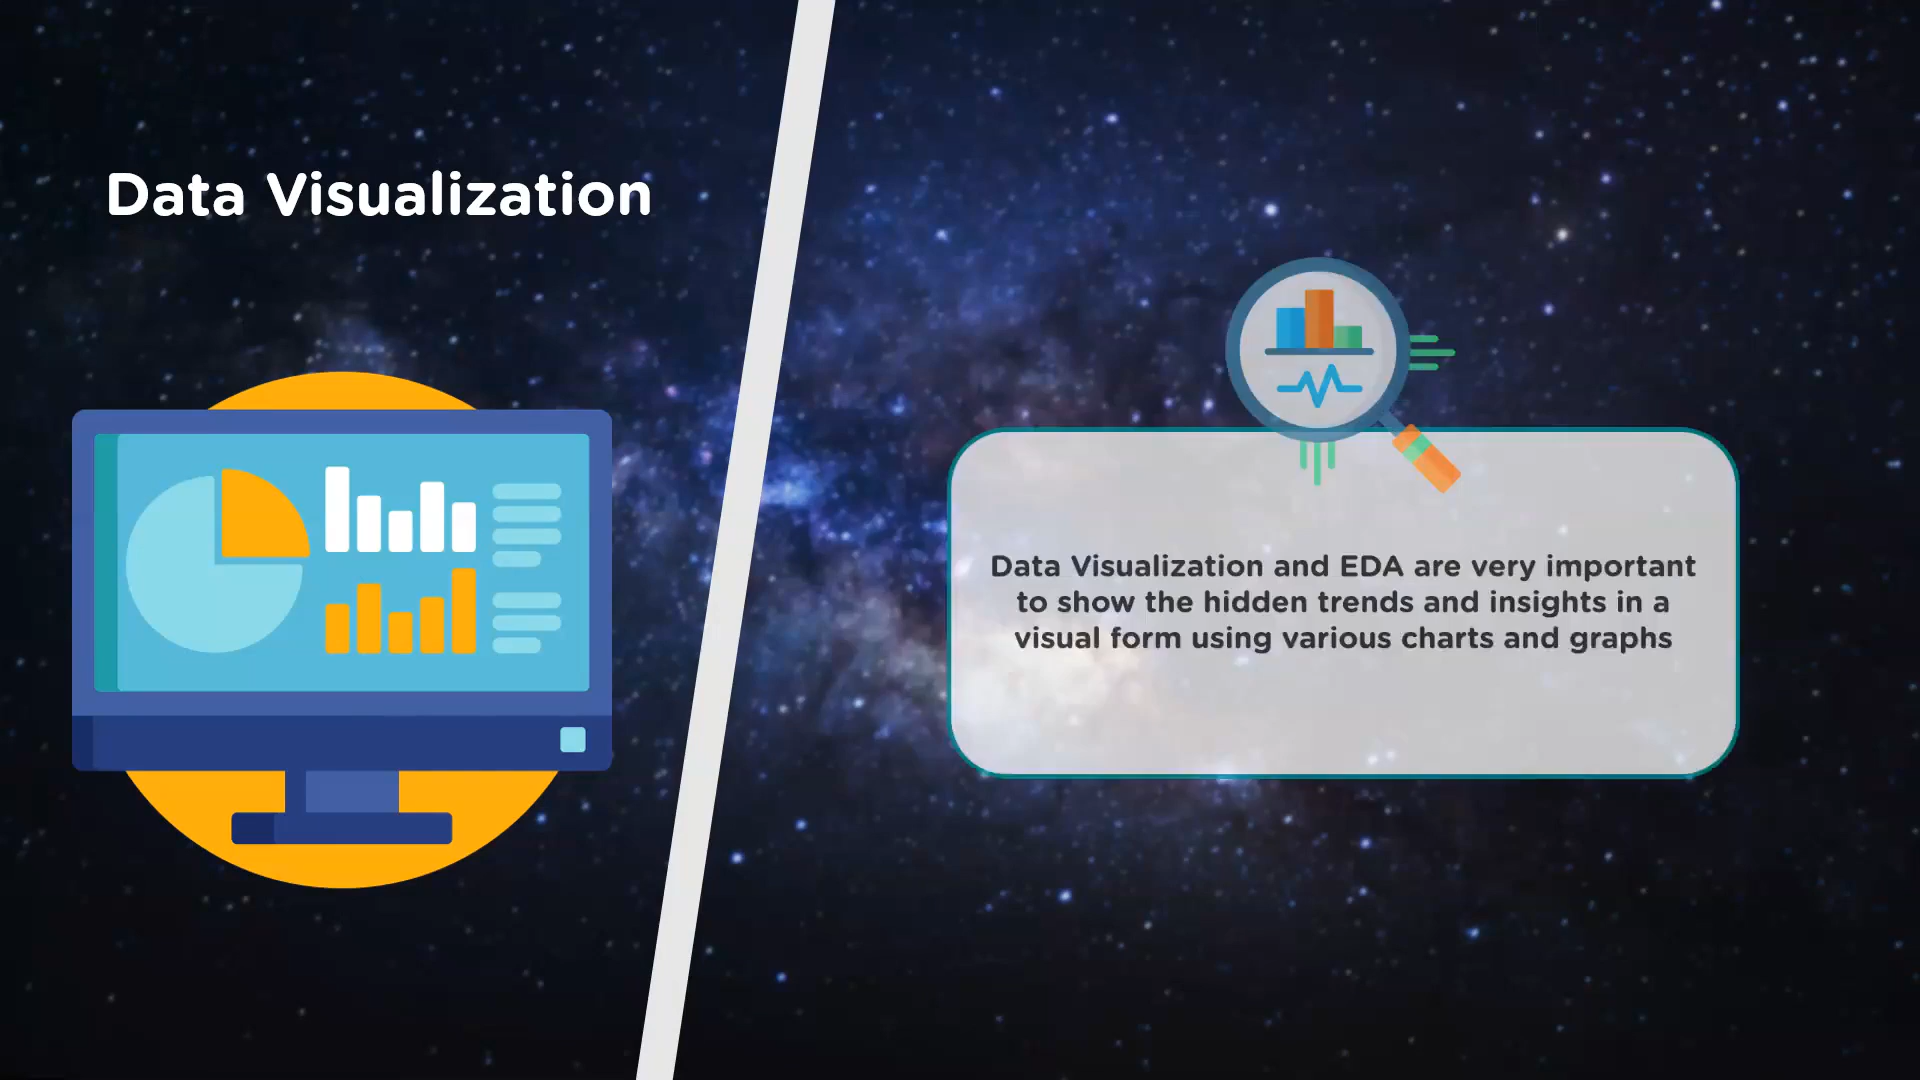 Data Visualization
Data Visualization and EDA are very important
to show the hidden trends and insights in a
visual form using various charts and graphs